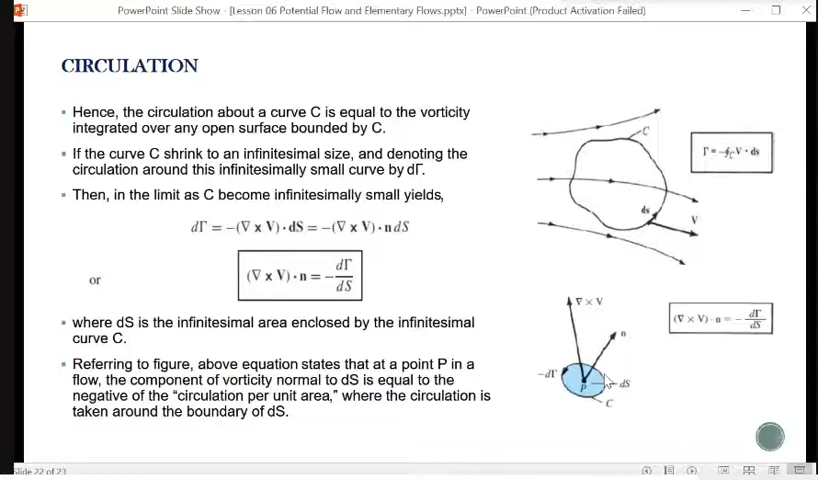 PowerPoint Slide Show - [Lesson 06 Potential Flow and Elementary Flows.pptx] - PowerPoint (Product Activation Failed)
CIRCULATION
▪ Hence, the circulation about a curve C is equal to the vorticity
integrated over any open surface bounded by C.
▪ If the curve C shrink to an infinitesimal size, and denoting the
circulation around this infinitesimally small curve by dΓ.
▪ Then, in the limit as C become infinitesimally small yields,
dΓ = −(∇ x V)·dS = −(∇ x V)·n dS
or
(∇ x V)·n = − dΓ/dS
▪ where dS is the infinitesimal area enclosed by the infinitesimal
curve C.
▪ Referring to figure, above equation states that at a point P in a
flow, the component of vorticity normal to dS is equal to the
negative of the “circulation per unit area,” where the circulation is
taken around the boundary of dS.
C
Γ = −∮C V · ds
ds
V
∇ × V
n
(∇ × V) · n = − dΓ/dS
−dΓ
dS
P
C
Slide 22 of 23